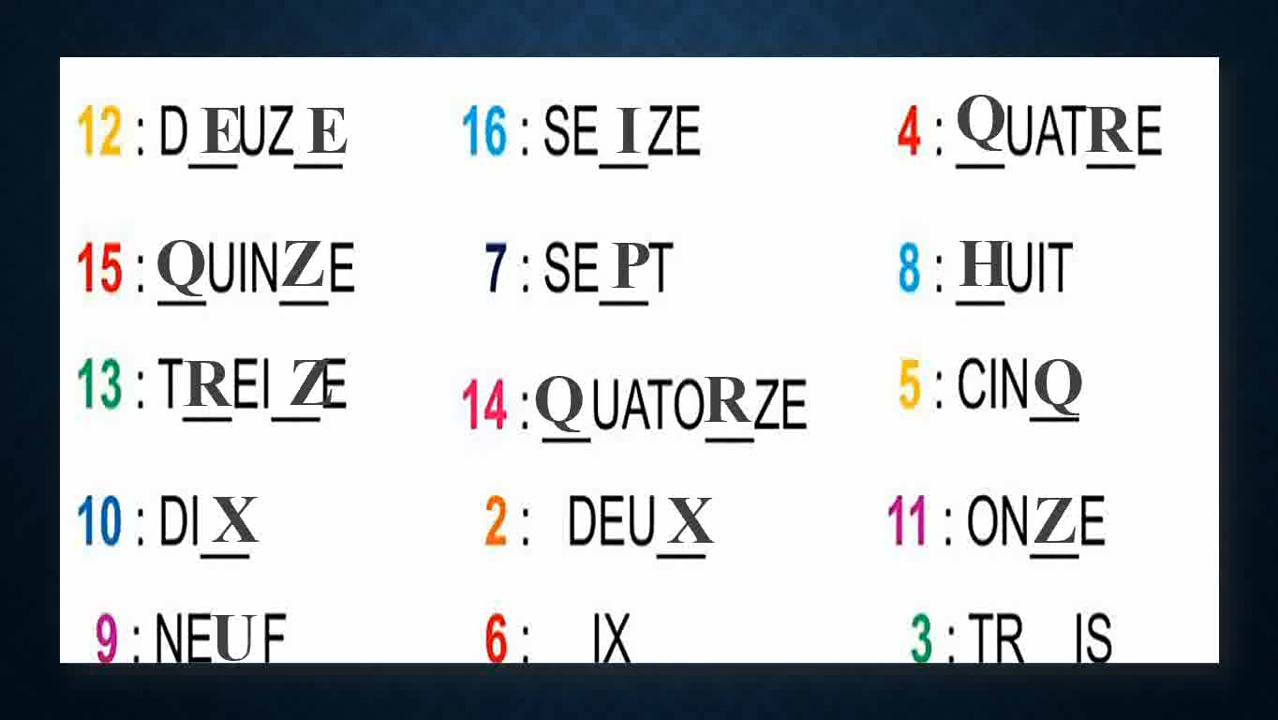 12 : DEUZE 16 : SEIZE 4 : QUATRE
15 : QUINZE 7 : SEPT 8 : HUIT
13 : TREIZE 14 : QUATORZE 5 : CINQ
10 : DIX 2 : DEUX 11 : ONZE
9 : NEUF 6 : IX 3 : TR IS